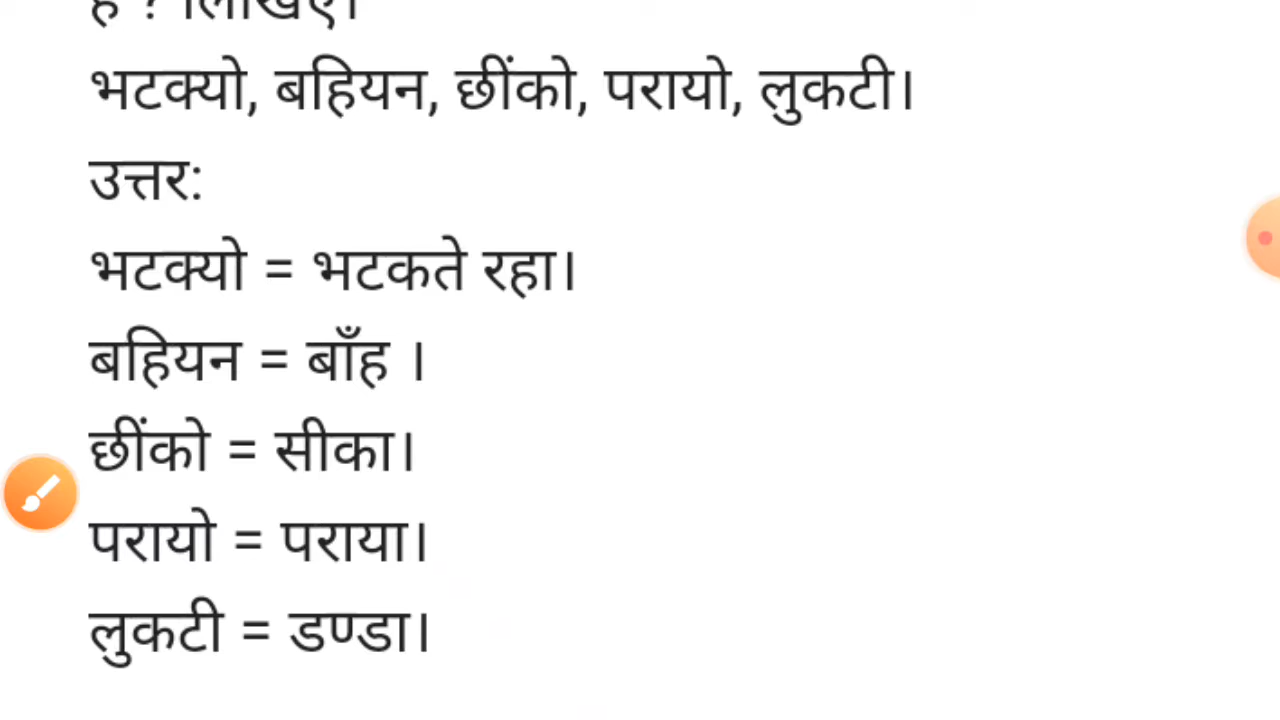 है ? लिखिए।
भटक्यो, बहियन, छींको, परायो, लुकटी।
उत्तर:
भटक्यो = भटकते रहा।
बहियन = बाँह ।
छींको = सीका।
परायो = पराया।
लुकटी = डण्डा।